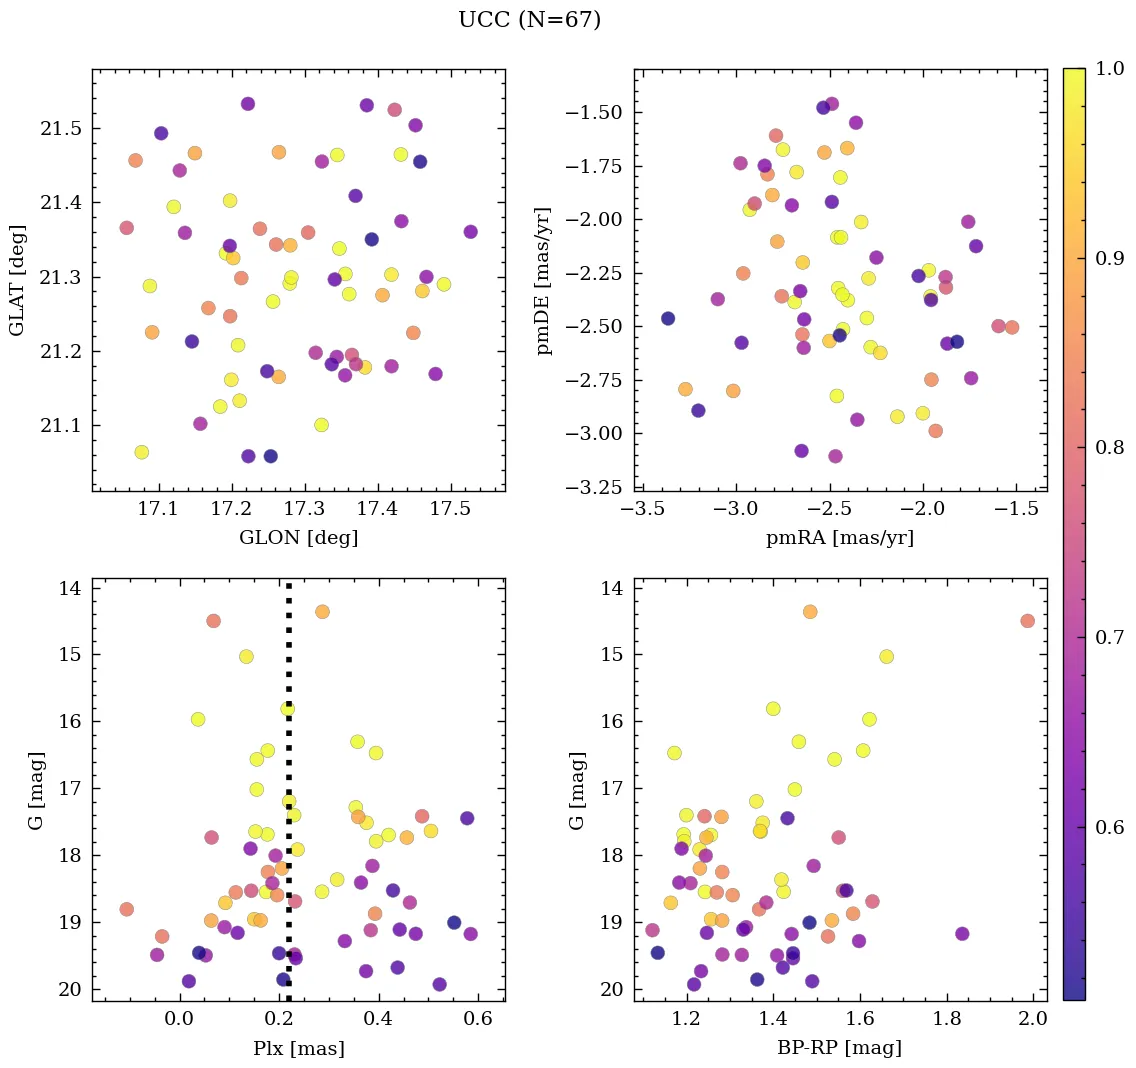 UCC (N=67)
21.5
21.4
21.3
21.2
21.1
GLAT [deg]
17.1 17.2 17.3 17.4 17.5
GLON [deg]
−1.50
−1.75
−2.00
−2.25
−2.50
−2.75
−3.00
−3.25
pmDE [mas/yr]
−3.5 −3.0 −2.5 −2.0 −1.5
pmRA [mas/yr]
1.0
0.9
0.8
0.7
0.6
14
15
16
17
18
19
20
G [mag]
0.0 0.2 0.4 0.6
Plx [mas]
14
15
16
17
18
19
20
G [mag]
1.2 1.4 1.6 1.8 2.0
BP-RP [mag]